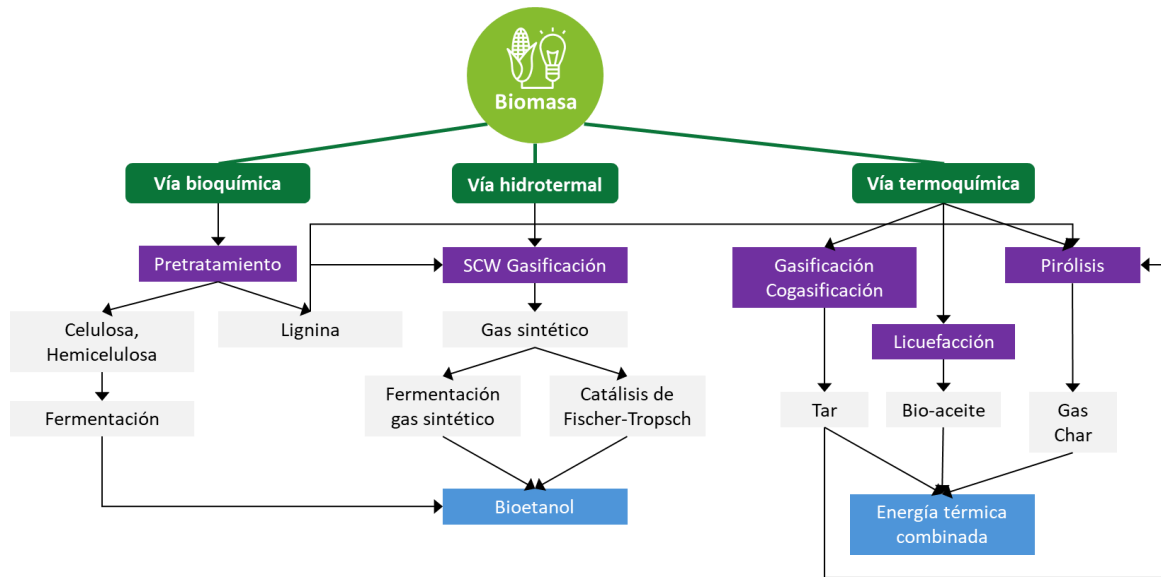 Biomasa
Vía bioquímica
Vía hidrotermal
Vía termoquímica
Pretratamiento
SCW Gasificación
Gasificación
Cogasificación
Pirólisis
Celulosa,
Hemicelulosa
Lignina
Gas sintético
Licuefacción
Fermentación
Fermentación
gas sintético
Catálisis de
Fischer-Tropsch
Tar
Bio-aceite
Gas
Char
Bioetanol
Energía térmica
combinada